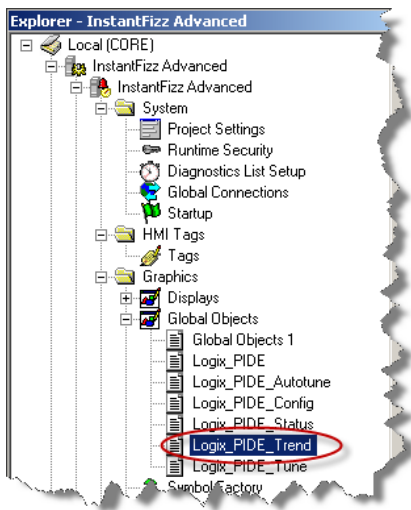 Explorer - InstantFizz Advanced
Local (CORE)
InstantFizz Advanced
InstantFizz Advanced
System
Project Settings
Runtime Security
Diagnostics List Setup
Global Connections
Startup
HMI Tags
Tags
Graphics
Displays
Global Objects
Global Objects 1
Logix_PIDE
Logix_PIDE_Autotune
Logix_PIDE_Config
Logix_PIDE_Status
Logix_PIDE_Trend
Logix_PIDE_Tune
Symbol Factory